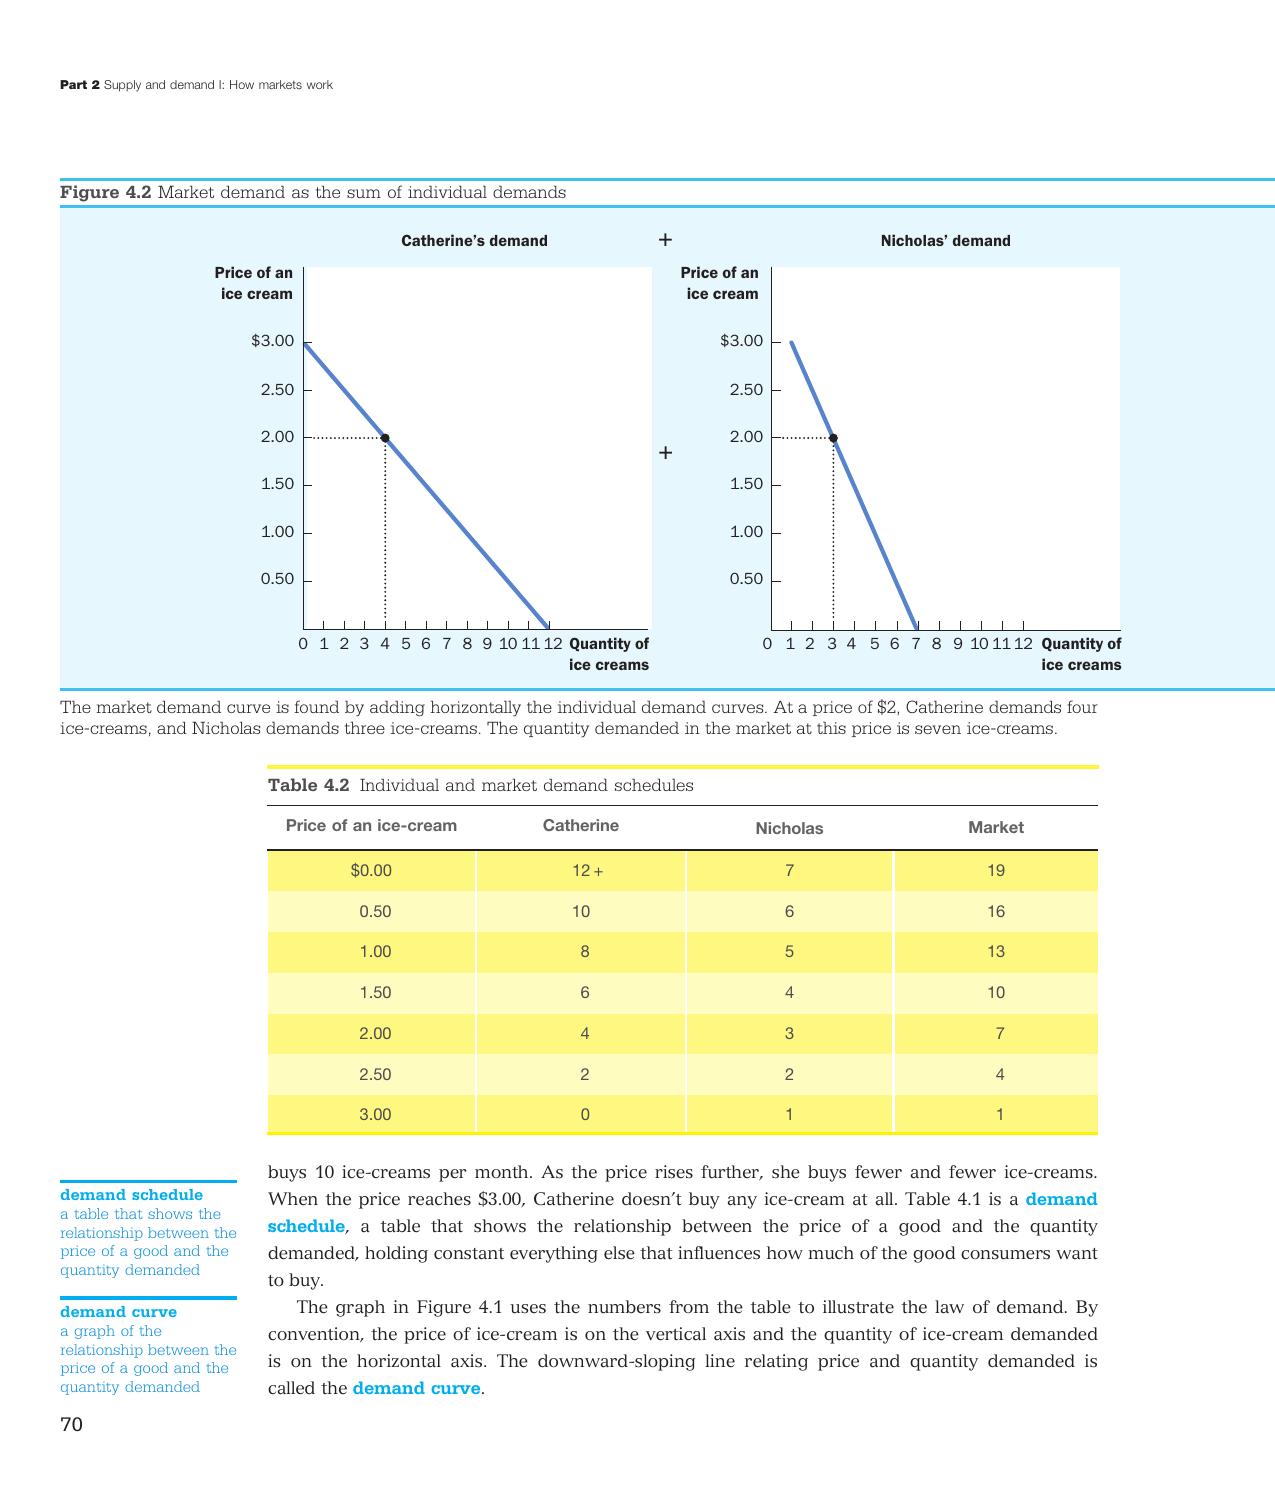 Part 2 Supply and demand I: How markets work
Figure 4.2 Market demand as the sum of individual demands
Catherine’s demand
+
Nicholas’ demand
Price of an
ice cream
$3.00
2.50
2.00
1.50
1.00
0.50
0 1 2 3 4 5 6 7 8 9 10 11 12 Quantity of
ice creams
+
Price of an
ice cream
$3.00
2.50
2.00
1.50
1.00
0.50
0 1 2 3 4 5 6 7 8 9 10 11 12 Quantity of
ice creams
The market demand curve is found by adding horizontally the individual demand curves. At a price of $2, Catherine demands four
ice-creams, and Nicholas demands three ice-creams. The quantity demanded in the market at this price is seven ice-creams.
Table 4.2 Individual and market demand schedules
Price of an ice-cream Catherine Nicholas Market
$0.00 12 + 7 19
0.50 10 6 16
1.00 8 5 13
1.50 6 4 10
2.00 4 3 7
2.50 2 2 4
3.00 0 1 1
buys 10 ice-creams per month. As the price rises further, she buys fewer and fewer ice-creams.
When the price reaches $3.00, Catherine doesn’t buy any ice-cream at all. Table 4.1 is a demand
schedule, a table that shows the relationship between the price of a good and the quantity
demanded, holding constant everything else that influences how much of the good consumers want
to buy.
The graph in Figure 4.1 uses the numbers from the table to illustrate the law of demand. By
convention, the price of ice-cream is on the vertical axis and the quantity of ice-cream demanded
is on the horizontal axis. The downward-sloping line relating price and quantity demanded is
called the demand curve.
demand schedule
a table that shows the
relationship between the
price of a good and the
quantity demanded
demand curve
a graph of the
relationship between the
price of a good and the
quantity demanded
70